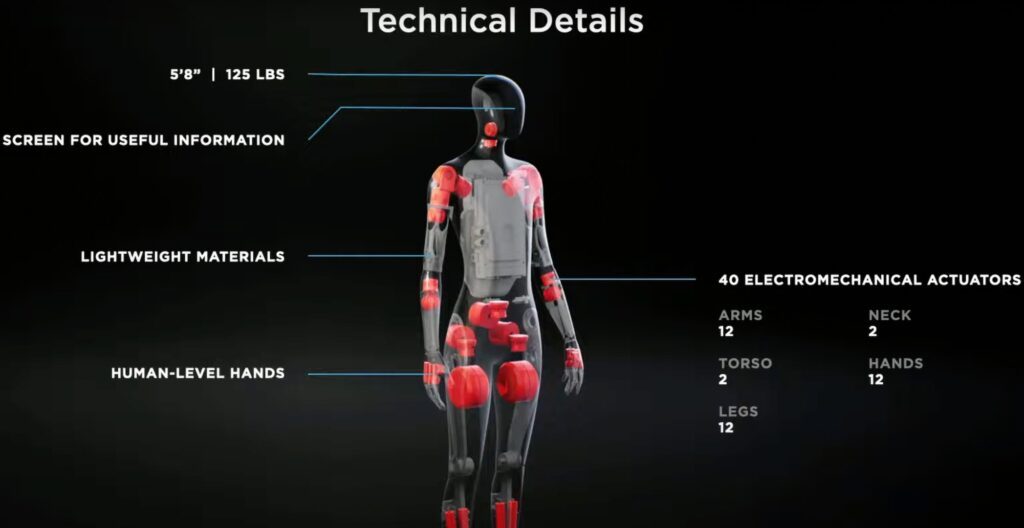 Technical Details
5'8" | 125 LBS
SCREEN FOR USEFUL INFORMATION
LIGHTWEIGHT MATERIALS
HUMAN-LEVEL HANDS
40 ELECTROMECHANICAL ACTUATORS
ARMS
12
NECK
2
TORSO
2
HANDS
12
LEGS
12